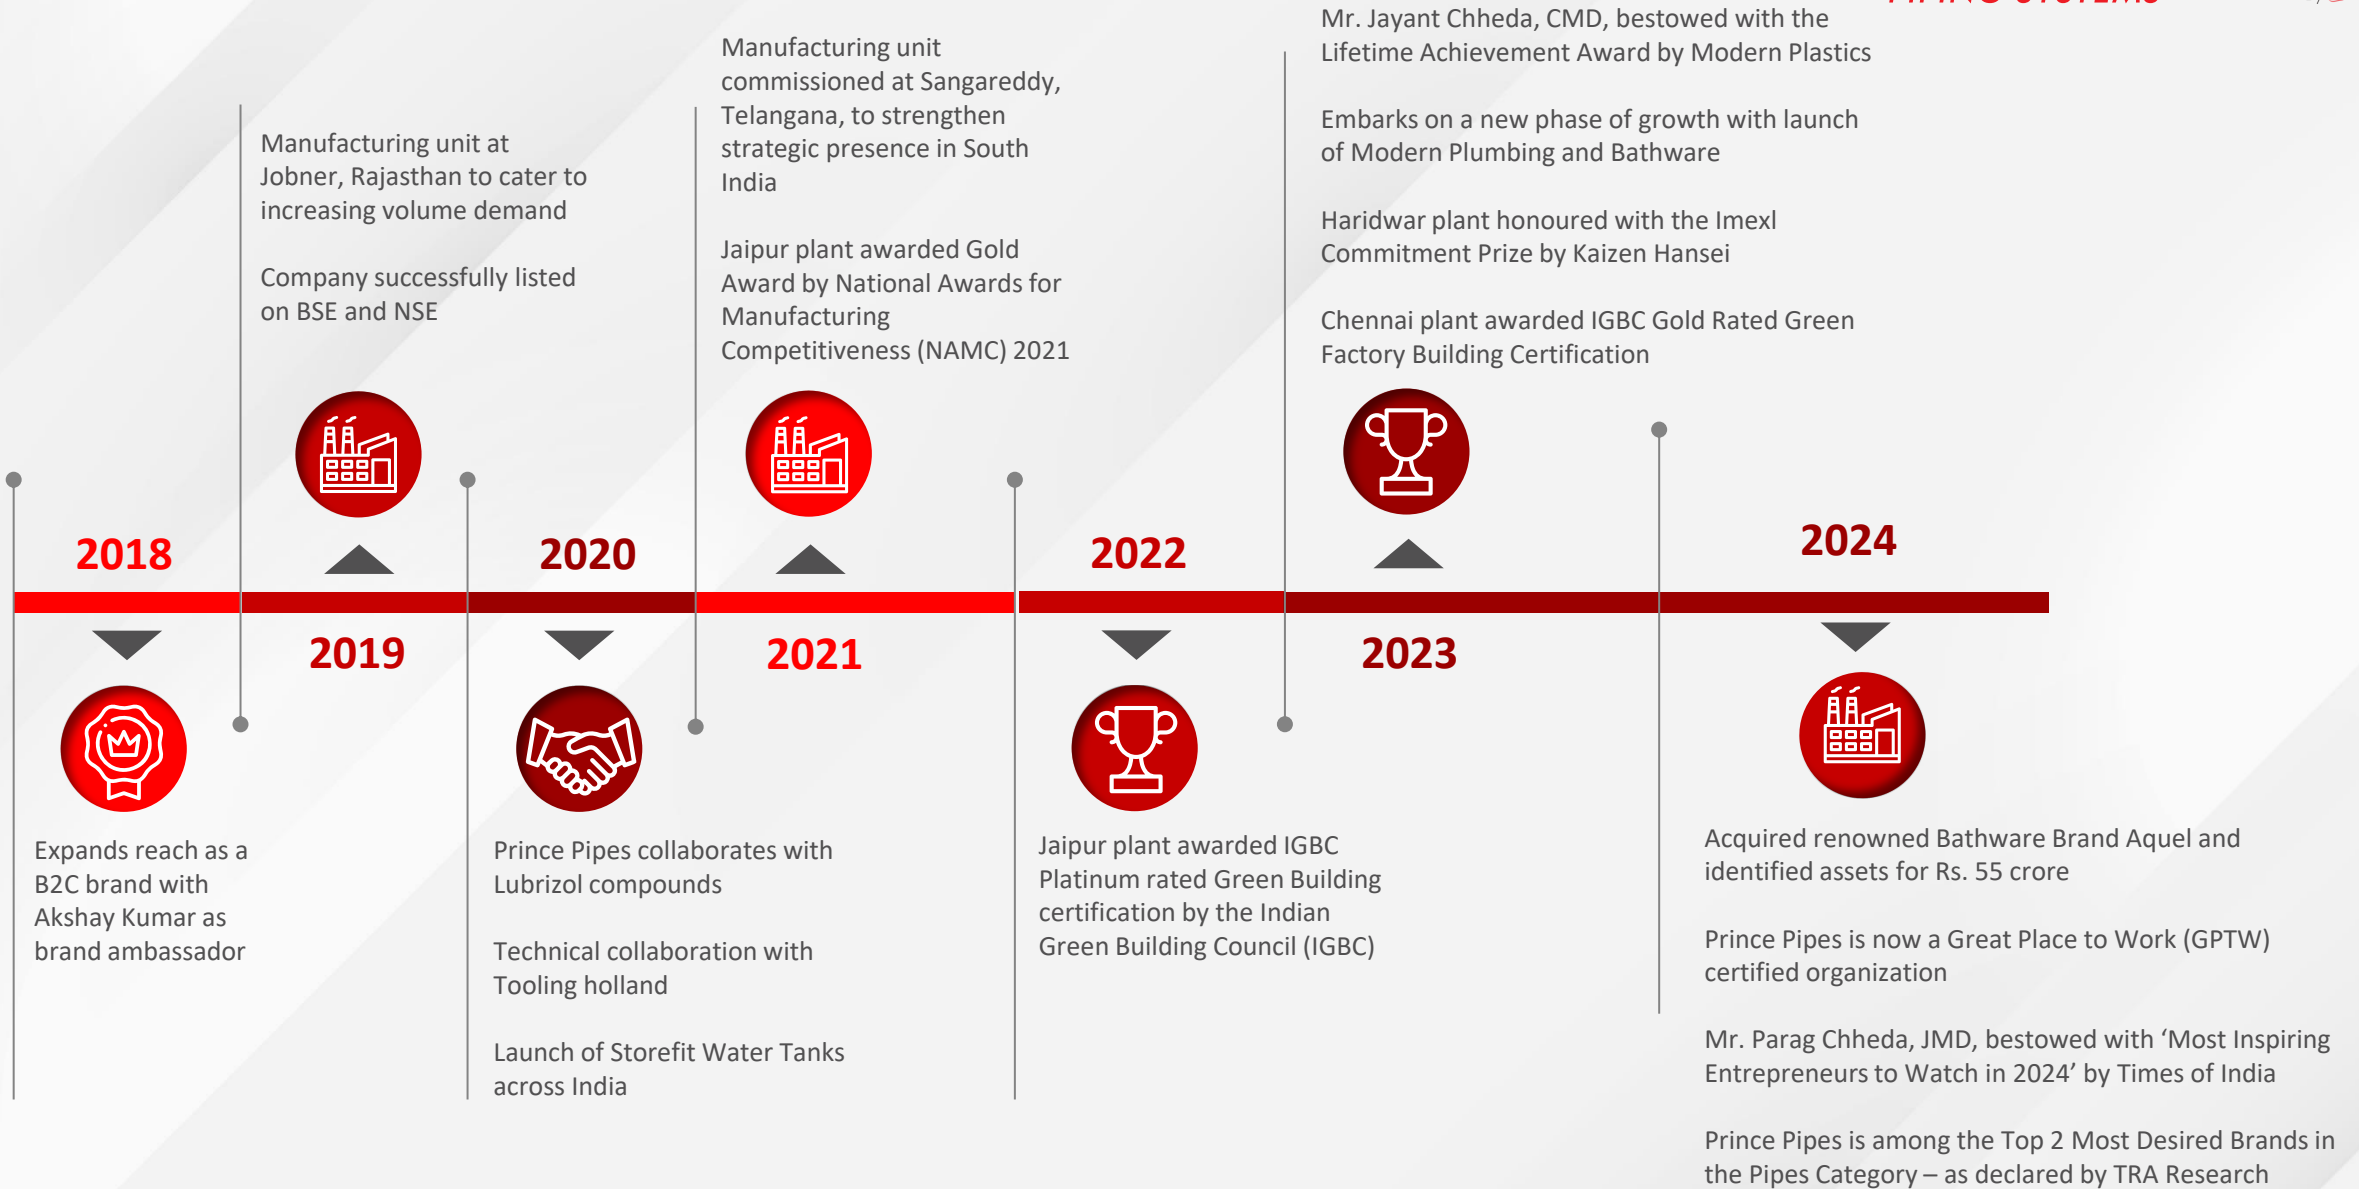 PIPING SYSTEMS
Manufacturing unit at
Jobner, Rajasthan to cater to
increasing volume demand
Company successfully listed
on BSE and NSE
Manufacturing unit
commissioned at Sangareddy,
Telangana, to strengthen
strategic presence in South
India
Jaipur plant awarded Gold
Award by National Awards for
Manufacturing
Competitiveness (NAMC) 2021
Mr. Jayant Chheda, CMD, bestowed with the
Lifetime Achievement Award by Modern Plastics
Embarks on a new phase of growth with launch
of Modern Plumbing and Bathware
Haridwar plant honoured with the Imexl
Commitment Prize by Kaizen Hansei
Chennai plant awarded IGBC Gold Rated Green
Factory Building Certification
2018
2019
2020
2021
2022
2023
2024
Expands reach as a
B2C brand with
Akshay Kumar as
brand ambassador
Prince Pipes collaborates with
Lubrizol compounds
Technical collaboration with
Tooling holland
Launch of Storefit Water Tanks
across India
Jaipur plant awarded IGBC
Platinum rated Green Building
certification by the Indian
Green Building Council (IGBC)
Acquired renowned Bathware Brand Aquel and
identified assets for Rs. 55 crore
Prince Pipes is now a Great Place to Work (GPTW)
certified organization
Mr. Parag Chheda, JMD, bestowed with ‘Most Inspiring
Entrepreneurs to Watch in 2024’ by Times of India
Prince Pipes is among the Top 2 Most Desired Brands in
the Pipes Category – as declared by TRA Research